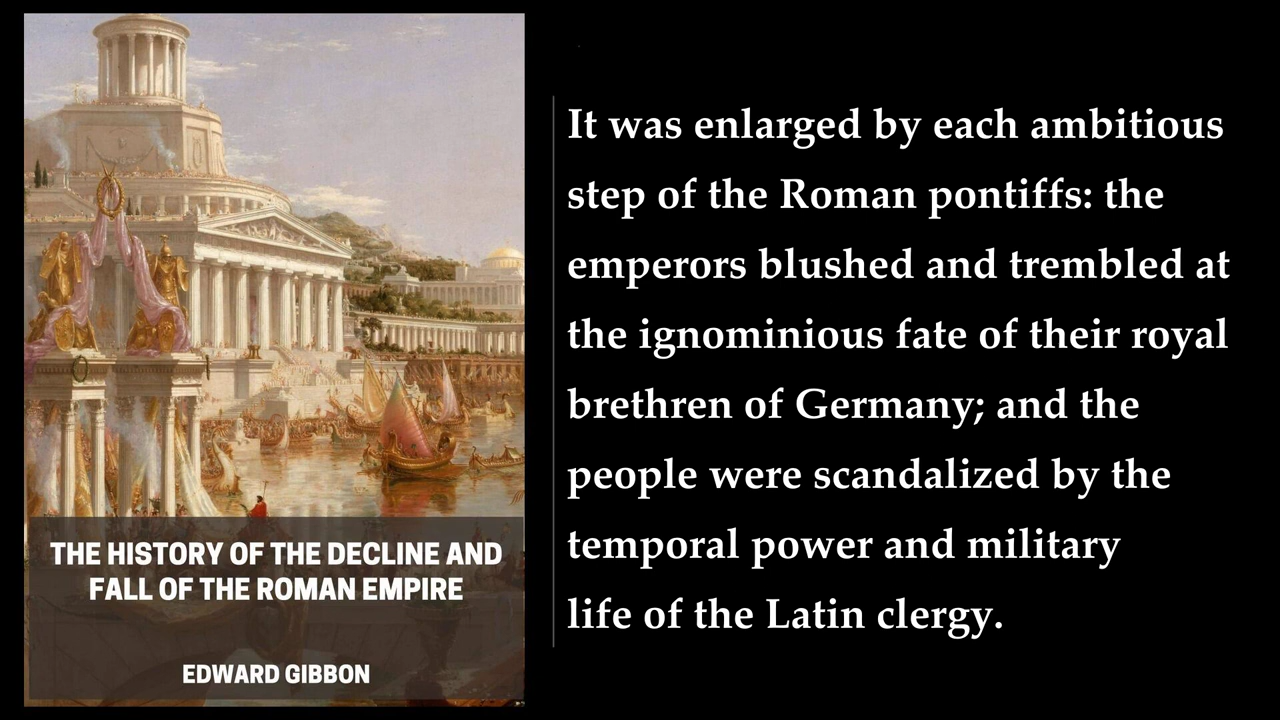 THE HISTORY OF THE DECLINE AND
FALL OF THE ROMAN EMPIRE
EDWARD GIBBON
It was enlarged by each ambitious
step of the Roman pontiffs: the
emperors blushed and trembled at
the ignominious fate of their royal
brethren of Germany; and the
people were scandalized by the
temporal power and military
life of the Latin clergy.